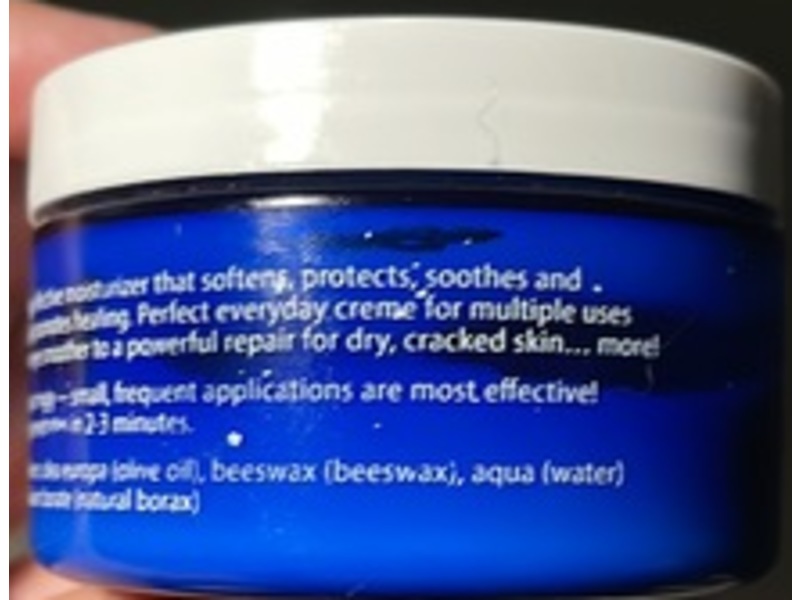 moisturizer that softens, protects, soothes and
healing. Perfect everyday creme for multiple uses
to a powerful repair for dry, cracked skin... more!
– small, frequent applications are most effective!
in 2-3 minutes.
europa (olive oil), beeswax (beeswax), aqua (water)
(natural borax)